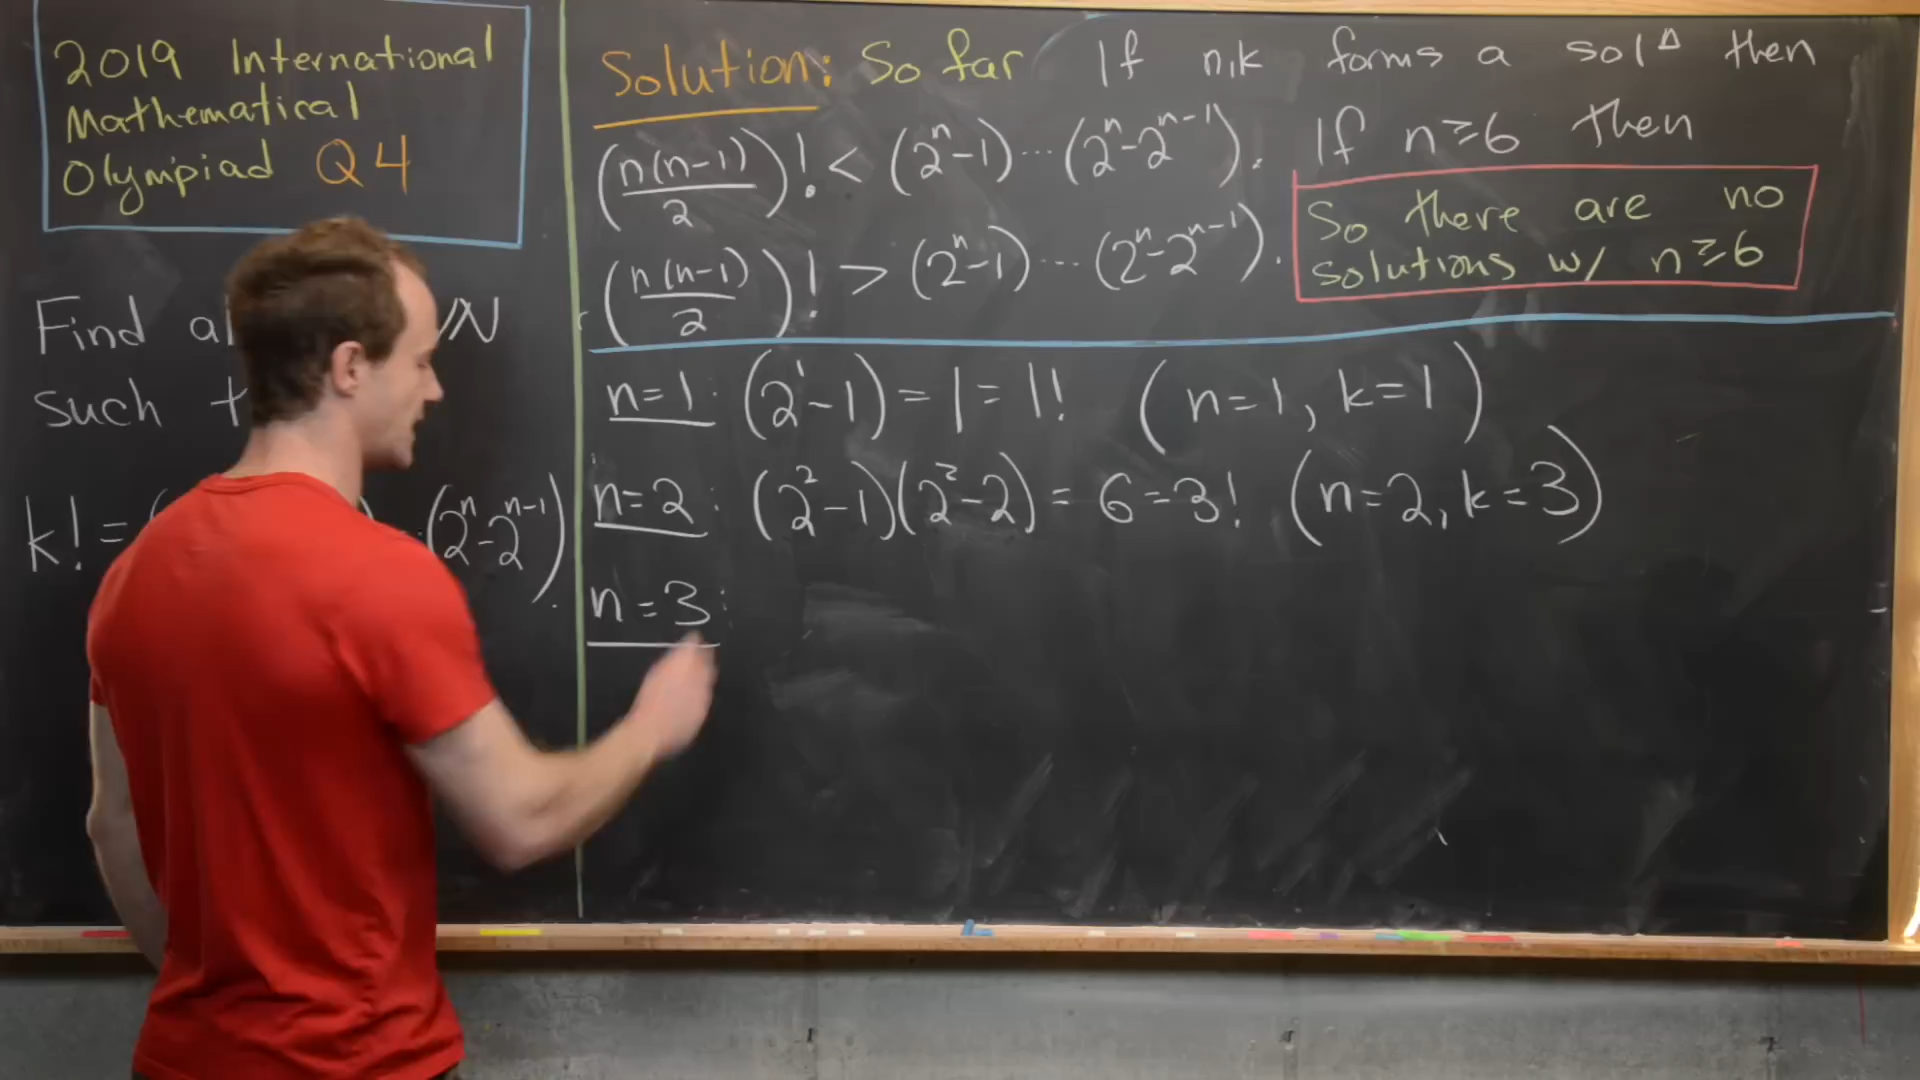 2019 International
Mathematical
Olympiad Q4
Find al N
such t
k! = ( (2^n-2^{n-1}).
Solution: So far If n,k forms a sol^Δ then
(n(n-1)/2)! < (2^n-1)···(2^n-2^{n-1}). If n≥6 then
(n(n-1)/2)! > (2^n-1)···(2^n-2^{n-1}).
So there are no
solutions w/ n≥6
n=1: (2^1-1) = 1 = 1! (n=1, k=1)
n=2: (2^2-1)(2^2-2) = 6 = 3! (n=2, k=3)
n=3: